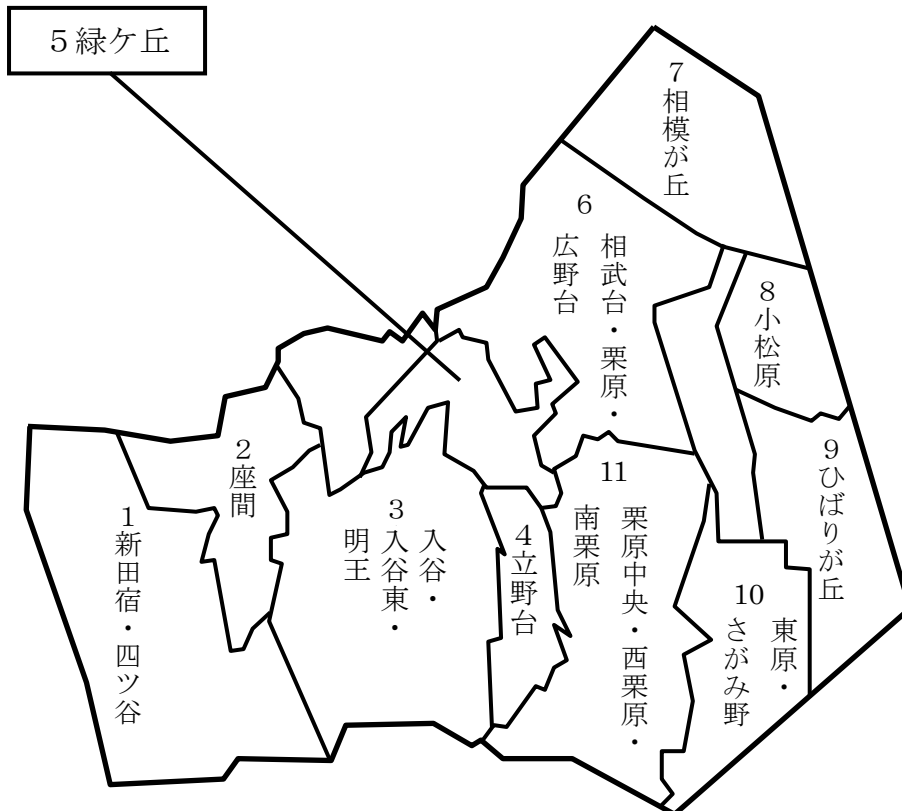 ５緑ケ丘
７相模が丘
６
相武台・栗原・
広野台
８小松原
９ひばりが丘
２座間
１新田宿・四ツ谷
入谷・
３入谷東・
明王
４立野台
11
栗原中央・西栗原・
南栗原
10
東原・
さがみ野